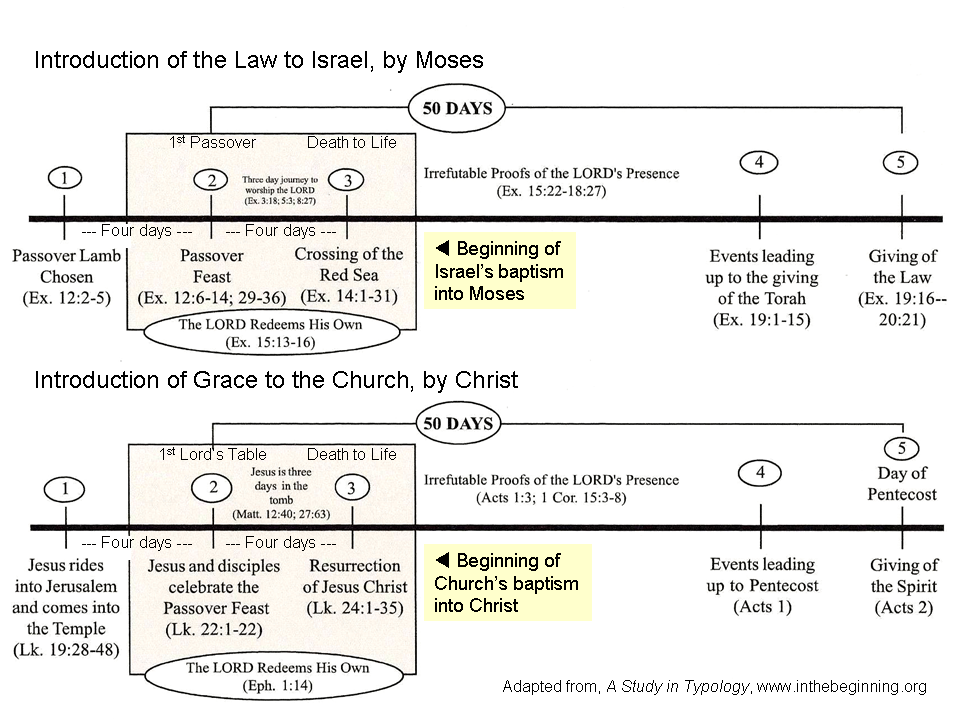 Introduction of the Law to Israel, by Moses
50 DAYS
1st Passover
Death to Life
1
2
Three day journey to
worship the LORD
(Ex. 3:18; 5:3; 8:27)
3
Irrefutable Proofs of the LORD's Presence
(Ex. 15:22-18:27)
4
5
--- Four days ---
--- Four days ---
Passover Lamb
Chosen
(Ex. 12:2-5)
Passover
Feast
(Ex. 12:6-14; 29-36)
Crossing of the
Red Sea
(Ex. 14:1-31)
◀ Beginning of
Israel's baptism
into Moses
Events leading
up to the giving
of the Torah
(Ex. 19:1-15)
Giving of
the Law
(Ex. 19:16--
20:21)
The LORD Redeems His Own
(Ex. 15:13-16)
Introduction of Grace to the Church, by Christ
50 DAYS
1st Lord's Table
Death to Life
1
2
Jesus is three
days in the
tomb
(Matt. 12:40; 27:63)
3
Irrefutable Proofs of the LORD's Presence
(Acts 1:3; 1 Cor. 15:3-8)
4
5
Day of
Pentecost
--- Four days ---
--- Four days ---
Jesus rides
into Jerusalem
and comes into
the Temple
(Lk. 19:28-48)
Jesus and disciples
celebrate the
Passover Feast
(Lk. 22:1-22)
Resurrection
of Jesus Christ
(Lk. 24:1-35)
◀ Beginning of
Church's baptism
into Christ
Events leading
up to Pentecost
(Acts 1)
Giving of
the Spirit
(Acts 2)
The LORD Redeems His Own
(Eph. 1:14)
Adapted from, A Study in Typology, www.inthebeginning.org